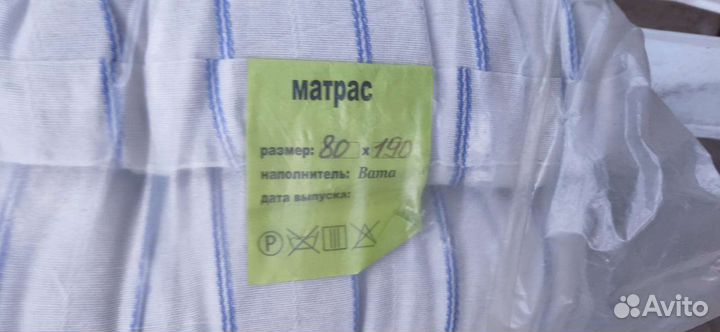 матрас
размер: 80 x 190
наполнитель: Вата
дата выпуска:
P
Avito